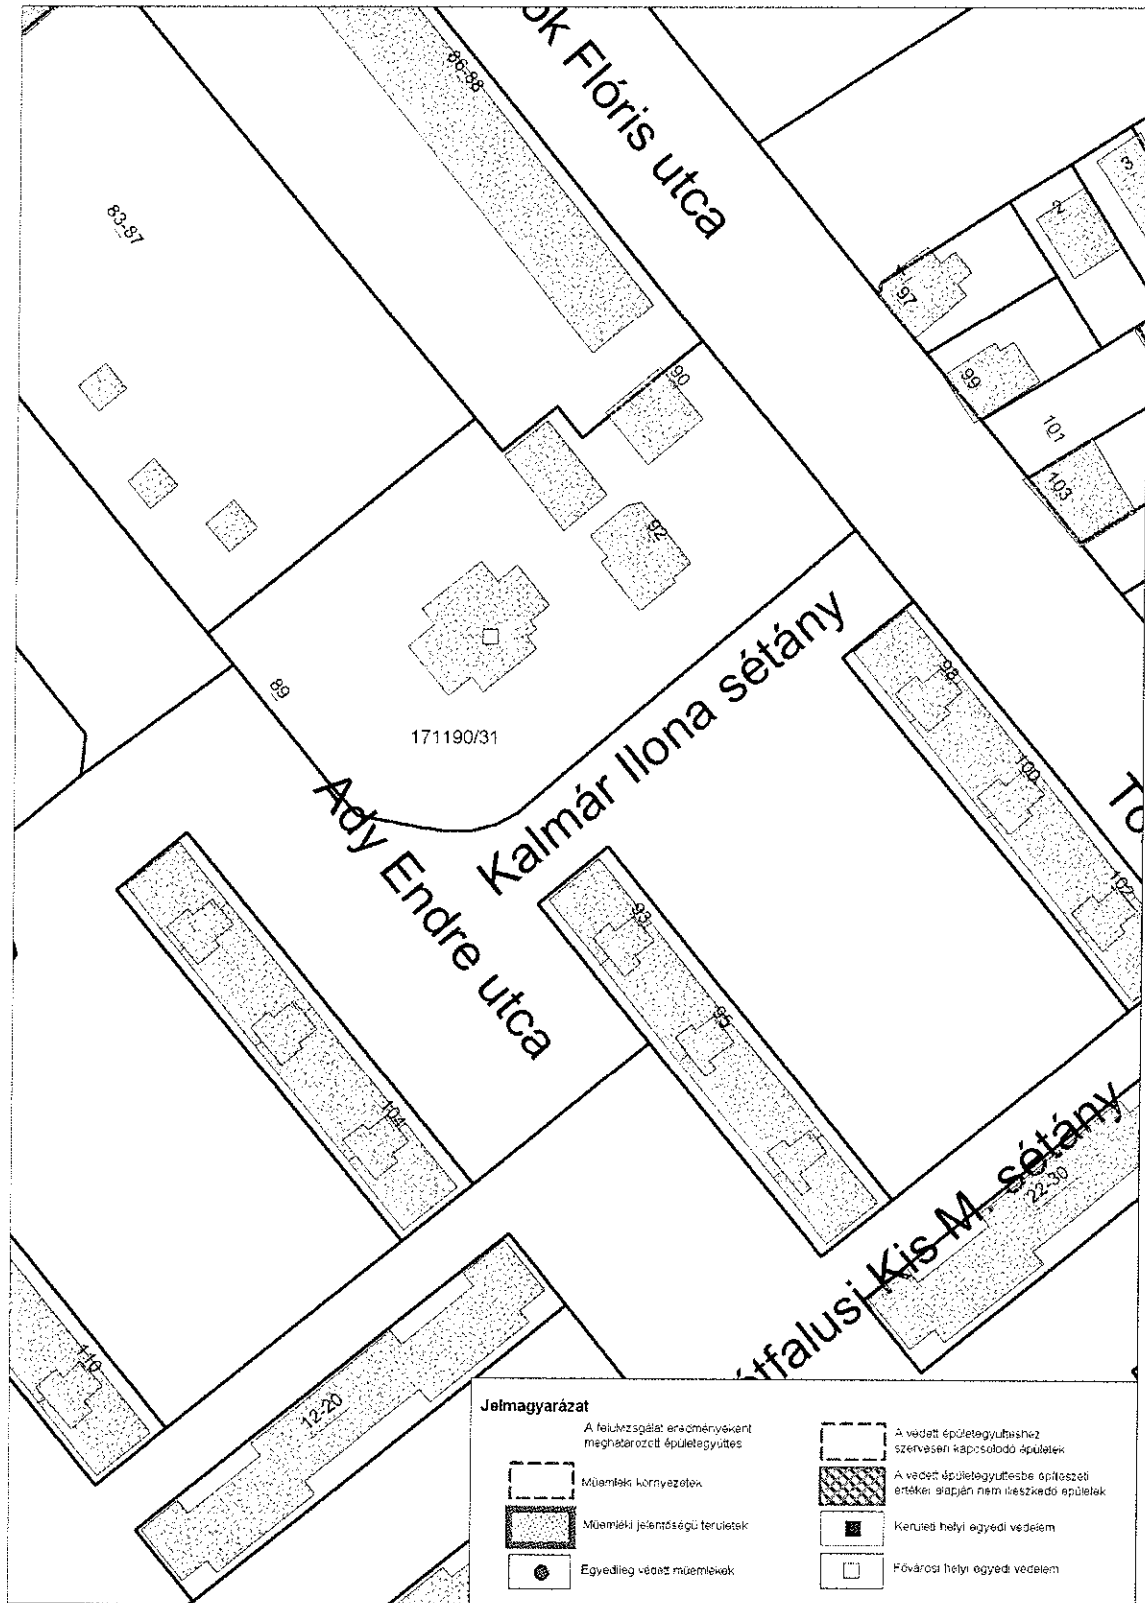 ok Flóris utca
86-88
83-87
3
2
97
99
101
103
90
92
89
171190/31
Kalmár Ilona sétány
Ady Endre utca
98
100
102
93
95
104
22-30
110
12-20
ótfalusi Kis M. sétány
Jelmagyarázat
A felülvizsgálat eredményeként
meghatározott épületegyüttes
Műemlék környezetek
Műemléki jelentőségű területek
Egyedileg védett műemlékek
A védett épületegyütteshez
szervesen kapcsolódó épületek
A védett épületegyüttesbe építészeti
értékei alapján nem illeszkedő épületek
Kerületi helyi egyedi védelem
Fővárosi helyi egyedi védelem